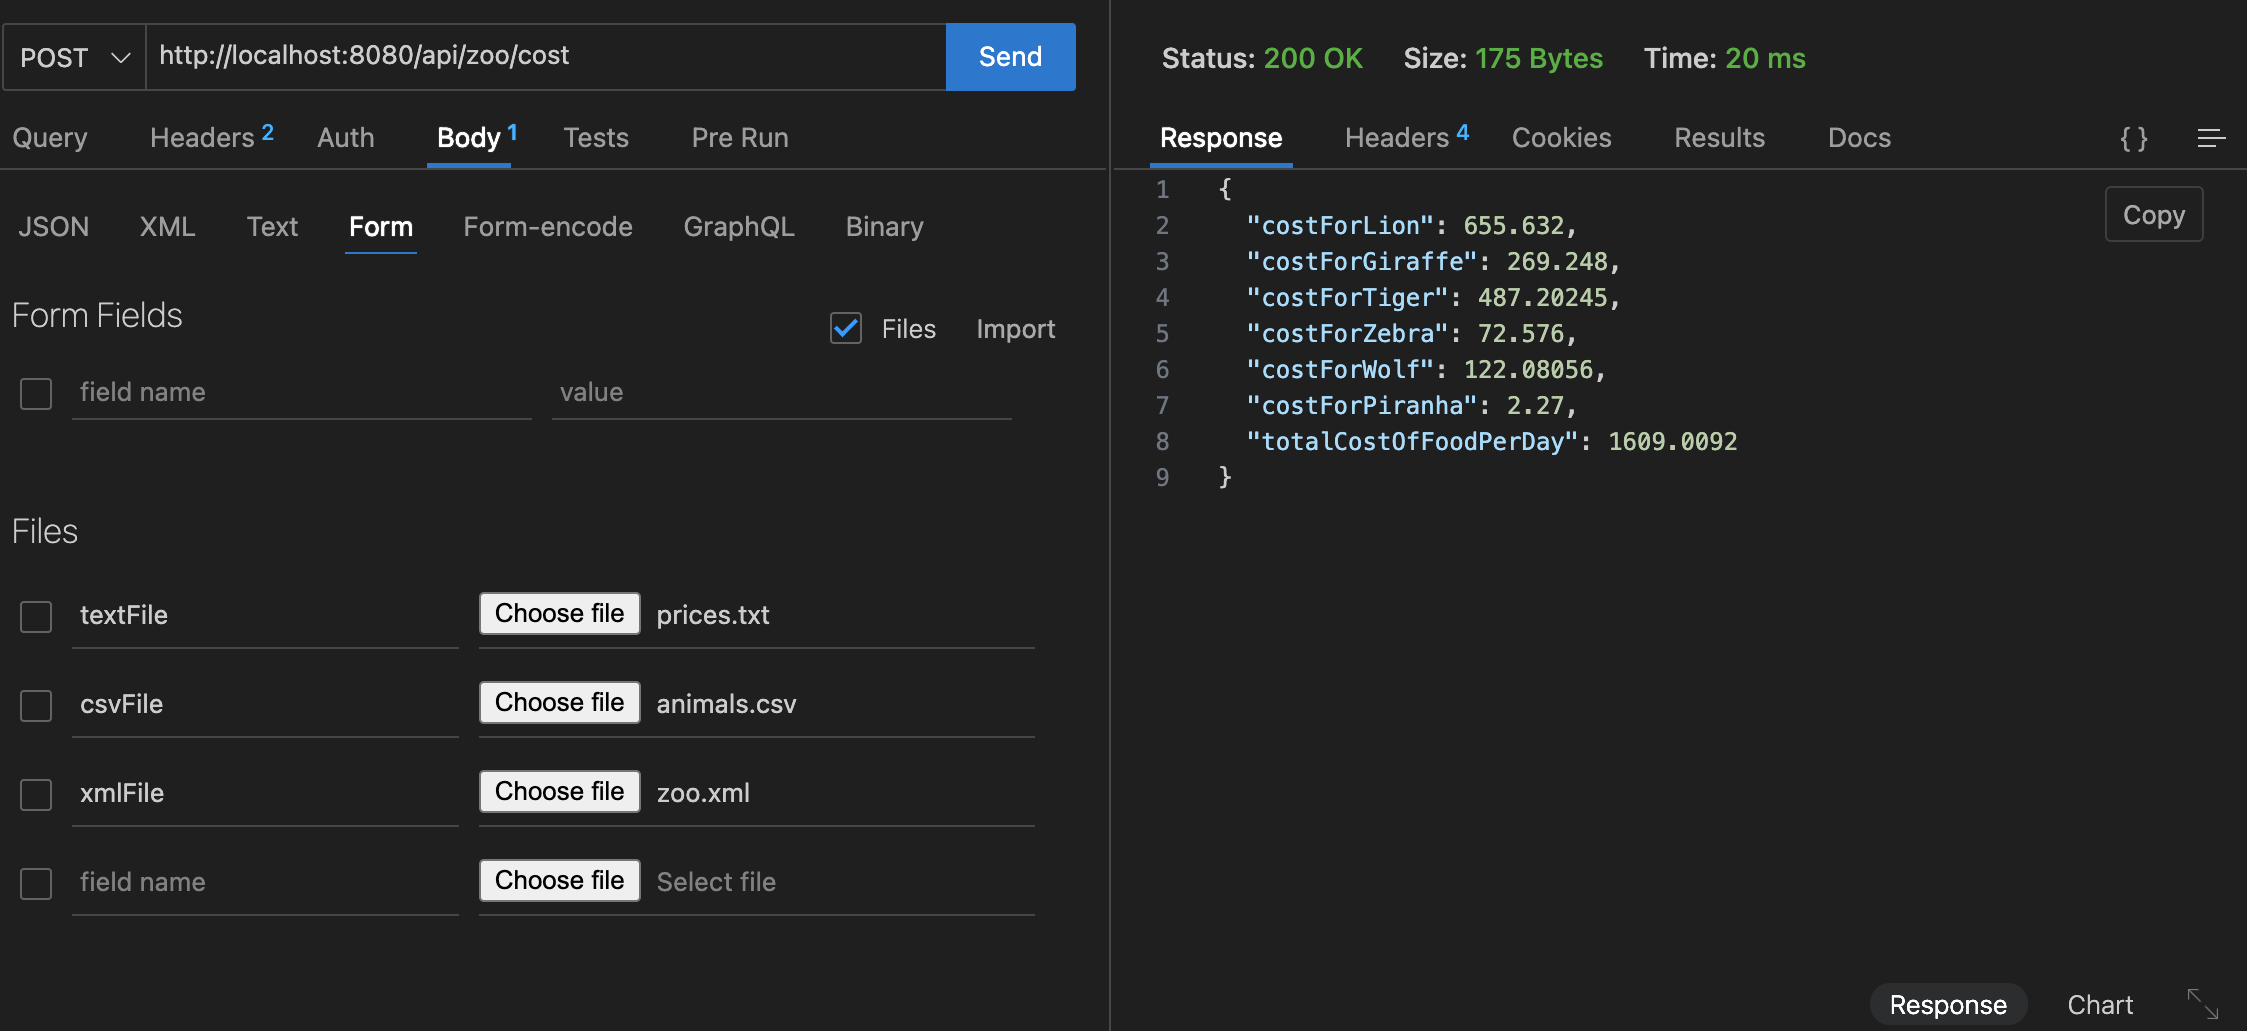 POST
http://localhost:8080/api/zoo/cost
Send
Query
Headers 2
Auth
Body 1
Tests
Pre Run
JSON
XML
Text
Form
Form-encode
GraphQL
Binary
Form Fields
Files
Import
field name
value
Files
textFile
Choose file
prices.txt
csvFile
Choose file
animals.csv
xmlFile
Choose file
zoo.xml
field name
Choose file
Select file
Status: 200 OK
Size: 175 Bytes
Time: 20 ms
Response
Headers 4
Cookies
Results
Docs
{}
Copy
1 {
2 "costForLion": 655.632,
3 "costForGiraffe": 269.248,
4 "costForTiger": 487.20245,
5 "costForZebra": 72.576,
6 "costForWolf": 122.08056,
7 "costForPiranha": 2.27,
8 "totalCostOfFoodPerDay": 1609.0092
9 }
Response
Chart